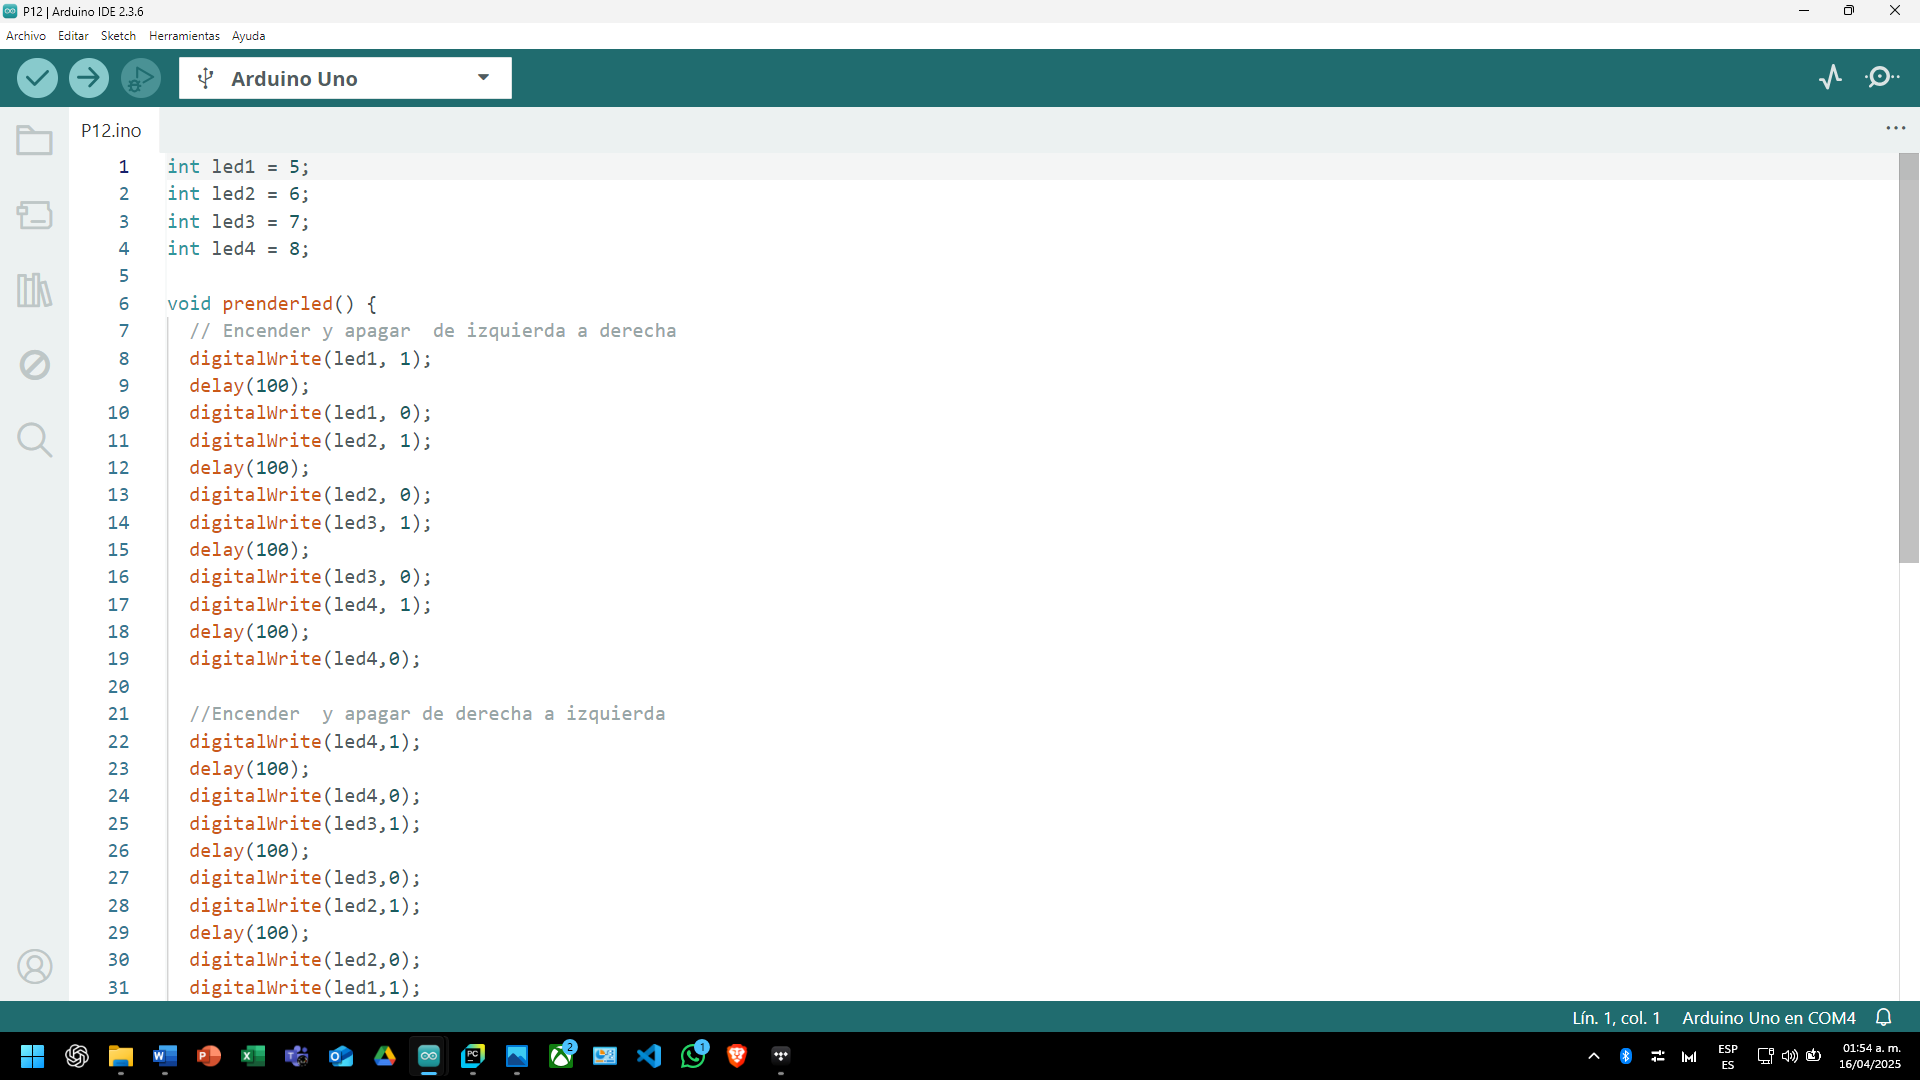 P12 | Arduino IDE 2.3.6
Archivo Editar Sketch Herramientas Ayuda
Arduino Uno
P12.ino
1 int led1 = 5;
2 int led2 = 6;
3 int led3 = 7;
4 int led4 = 8;
5
6 void prenderled() {
7 // Encender y apagar  de izquierda a derecha
8 digitalWrite(led1, 1);
9 delay(100);
10 digitalWrite(led1, 0);
11 digitalWrite(led2, 1);
12 delay(100);
13 digitalWrite(led2, 0);
14 digitalWrite(led3, 1);
15 delay(100);
16 digitalWrite(led3, 0);
17 digitalWrite(led4, 1);
18 delay(100);
19 digitalWrite(led4,0);
20
21 //Encender  y apagar de derecha a izquierda
22 digitalWrite(led4,1);
23 delay(100);
24 digitalWrite(led4,0);
25 digitalWrite(led3,1);
26 delay(100);
27 digitalWrite(led3,0);
28 digitalWrite(led2,1);
29 delay(100);
30 digitalWrite(led2,0);
31 digitalWrite(led1,1);
Lín. 1, col. 1 Arduino Uno en COM4
W P X T PC 2 1
ESP
ES
01:54 a. m.
16/04/2025